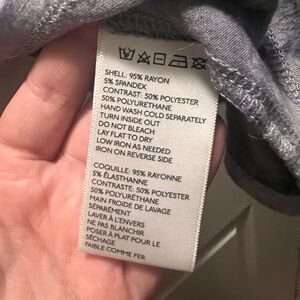 SHELL: 95% RAYON
5% SPANDEX
CONTRAST: 50% POLYESTER
50% POLYURETHANE
HAND WASH COLD SEPARATELY
TURN INSIDE OUT
DO NOT BLEACH
LAY FLAT TO DRY
LOW IRON AS NEEDED
IRON ON REVERSE SIDE
COQUILLE: 95% RAYONNE
5% ÉLASTHANNE
CONTRASTE: 50% POLYESTER
50% POLYURÉTHANE
MAIN FROIDE DE LAVAGE
SÉPARÉMENT
LAVER À L'ENVERS
NE PAS BLANCHIR
POSER À PLAT POUR LE
SÉCHAGE
FAIBLE COMME FER